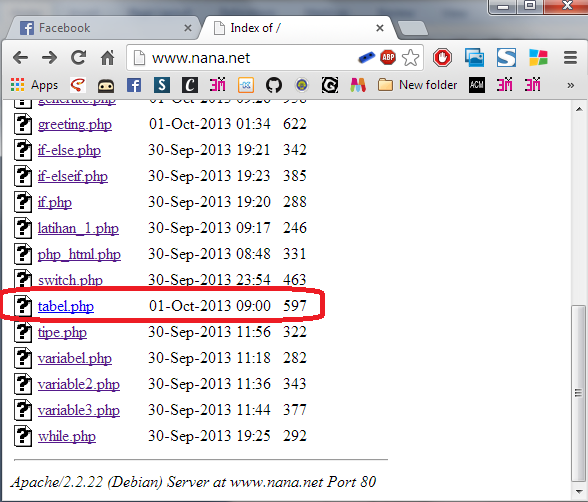 Facebook
Index of /
www.nana.net
ABP
Apps
New folder
ACM
»
generate.php 01-Oct-2013 09:20 598
greeting.php 01-Oct-2013 01:34 622
if-else.php 30-Sep-2013 19:21 342
if-elseif.php 30-Sep-2013 19:23 385
if.php 30-Sep-2013 19:20 288
latihan_1.php 30-Sep-2013 09:17 246
php_html.php 30-Sep-2013 08:48 331
switch.php 30-Sep-2013 23:54 463
tabel.php 01-Oct-2013 09:00 597
tipe.php 30-Sep-2013 11:56 322
variabel.php 30-Sep-2013 11:18 282
variable2.php 30-Sep-2013 11:36 343
variable3.php 30-Sep-2013 11:44 377
while.php 30-Sep-2013 19:25 292
Apache/2.2.22 (Debian) Server at www.nana.net Port 80